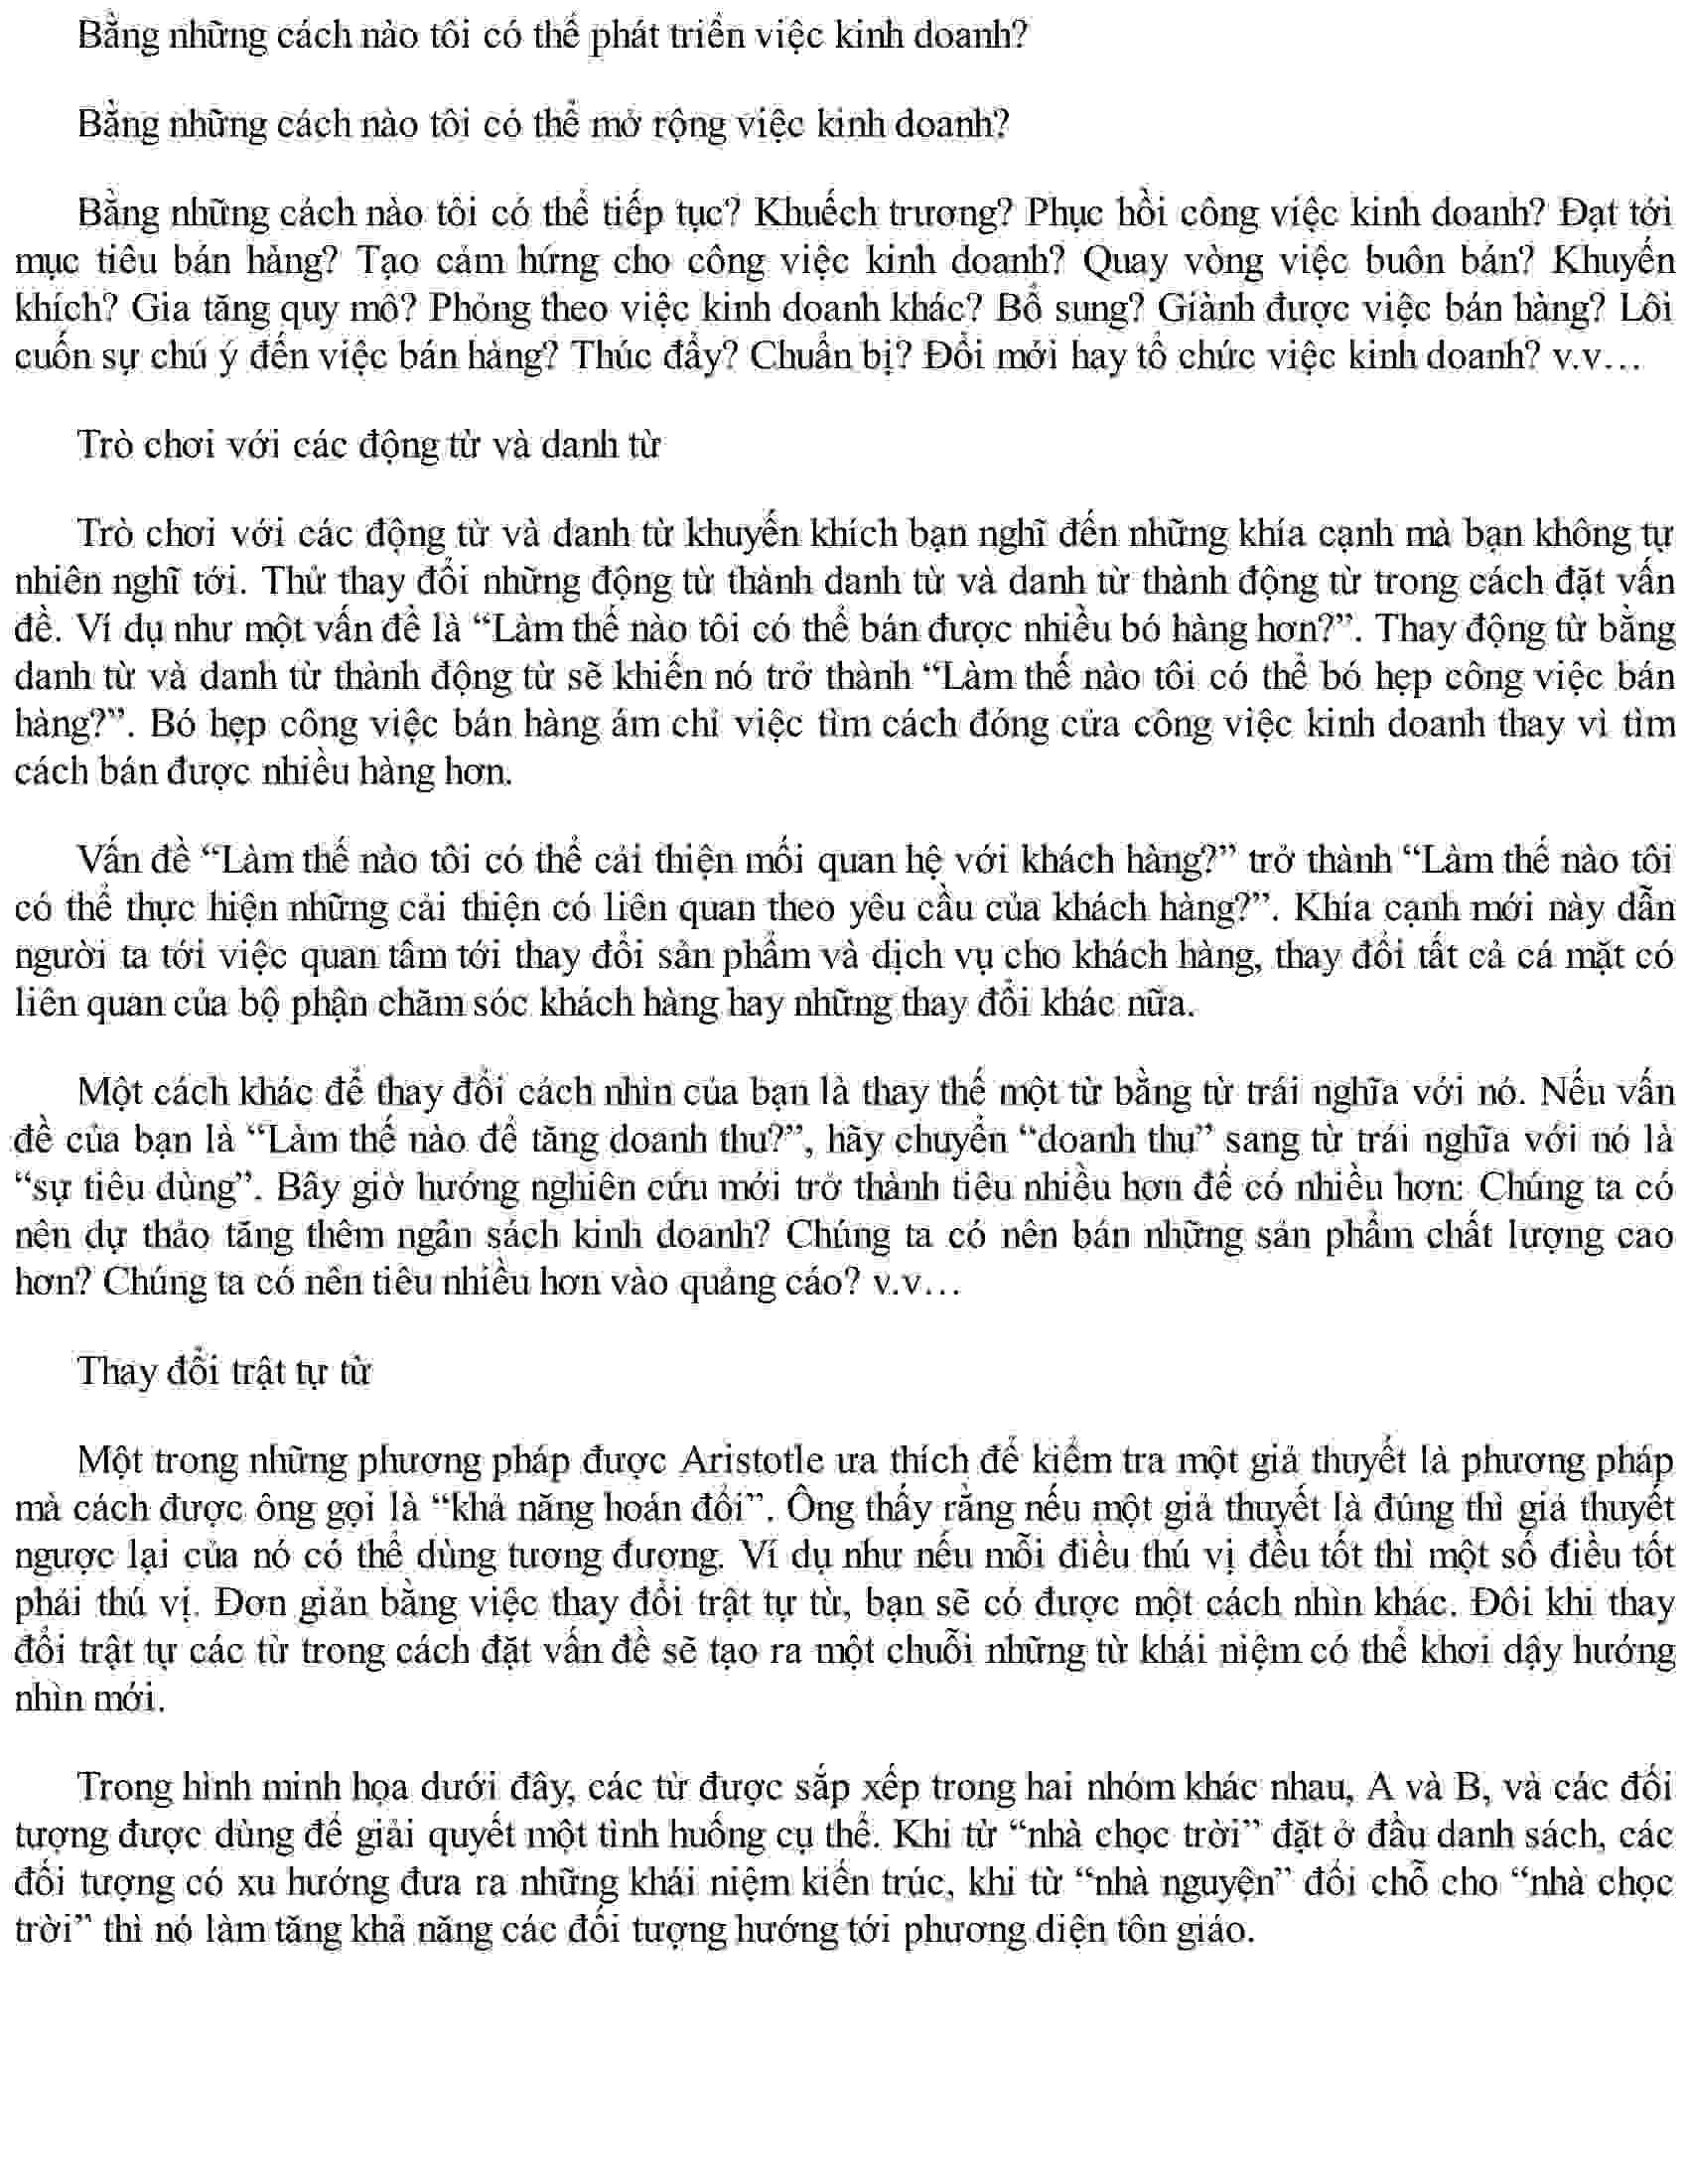 Bằng những cách nào tôi có thể phát triển việc kinh doanh?
Bằng những cách nào tôi có thể mở rộng việc kinh doanh?
Bằng những cách nào tôi có thể tiếp tục? Khuếch trương? Phục hồi công việc kinh doanh? Đạt tới
mục tiêu bán hàng? Tạo cảm hứng cho công việc kinh doanh? Quay vòng việc buôn bán? Khuyến
khích? Gia tăng quy mô? Phỏng theo việc kinh doanh khác? Bổ sung? Giành được việc bán hàng? Lôi
cuốn sự chú ý đến việc bán hàng? Thúc đẩy? Chuẩn bị? Đổi mới hay tổ chức việc kinh doanh? v.v…
Trò chơi với các động từ và danh từ
Trò chơi với các động từ và danh từ khuyến khích bạn nghĩ đến những khía cạnh mà bạn không tự
nhiên nghĩ tới. Thử thay đổi những động từ thành danh từ và danh từ thành động từ trong cách đặt vấn
đề. Ví dụ như một vấn đề là “Làm thế nào tôi có thể bán được nhiều bó hàng hơn?”. Thay động từ bằng
danh từ và danh từ thành động từ sẽ khiến nó trở thành “Làm thế nào tôi có thể bó hẹp công việc bán
hàng?”. Bó hẹp công việc bán hàng ám chỉ việc tìm cách đóng cửa công việc kinh doanh thay vì tìm
cách bán được nhiều hàng hơn.
Vấn đề “Làm thế nào tôi có thể cải thiện mối quan hệ với khách hàng?” trở thành “Làm thế nào tôi
có thể thực hiện những cải thiện có liên quan theo yêu cầu của khách hàng?”. Khía cạnh mới này dẫn
người ta tới việc quan tâm tới thay đổi sản phẩm và dịch vụ cho khách hàng, thay đổi tất cả cá mặt có
liên quan của bộ phận chăm sóc khách hàng hay những thay đổi khác nữa.
Một cách khác để thay đổi cách nhìn của bạn là thay thế một từ bằng từ trái nghĩa với nó. Nếu vấn
đề của bạn là “Làm thế nào để tăng doanh thu?”, hãy chuyển “doanh thu” sang từ trái nghĩa với nó là
“sự tiêu dùng”. Bây giờ hướng nghiên cứu mới trở thành tiêu nhiều hơn để có nhiều hơn: Chúng ta có
nên dự thảo tăng thêm ngân sách kinh doanh? Chúng ta có nên bán những sản phẩm chất lượng cao
hơn? Chúng ta có nên tiêu nhiều hơn vào quảng cáo? v.v…
Thay đổi trật tự từ
Một trong những phương pháp được Aristotle ưa thích để kiểm tra một giả thuyết là phương pháp
mà cách được ông gọi là “khả năng hoán đổi”. Ông thấy rằng nếu một giả thuyết là đúng thì giả thuyết
ngược lại của nó có thể dùng tương đương. Ví dụ như nếu mỗi điều thú vị đều tốt thì một số điều tốt
phải thú vị. Đơn giản bằng việc thay đổi trật tự từ, bạn sẽ có được một cách nhìn khác. Đôi khi thay
đổi trật tự các từ trong cách đặt vấn đề sẽ tạo ra một chuỗi những từ khái niệm có thể khơi dậy hướng
nhìn mới.
Trong hình minh họa dưới đây, các từ được sắp xếp trong hai nhóm khác nhau, A và B, và các đối
tượng được dùng để giải quyết một tình huống cụ thể. Khi từ “nhà chọc trời” đặt ở đầu danh sách, các
đối tượng có xu hướng đưa ra những khái niệm kiến trúc, khi từ “nhà nguyện” đổi chỗ cho “nhà chọc
trời” thì nó làm tăng khả năng các đối tượng hướng tới phương diện tôn giáo.